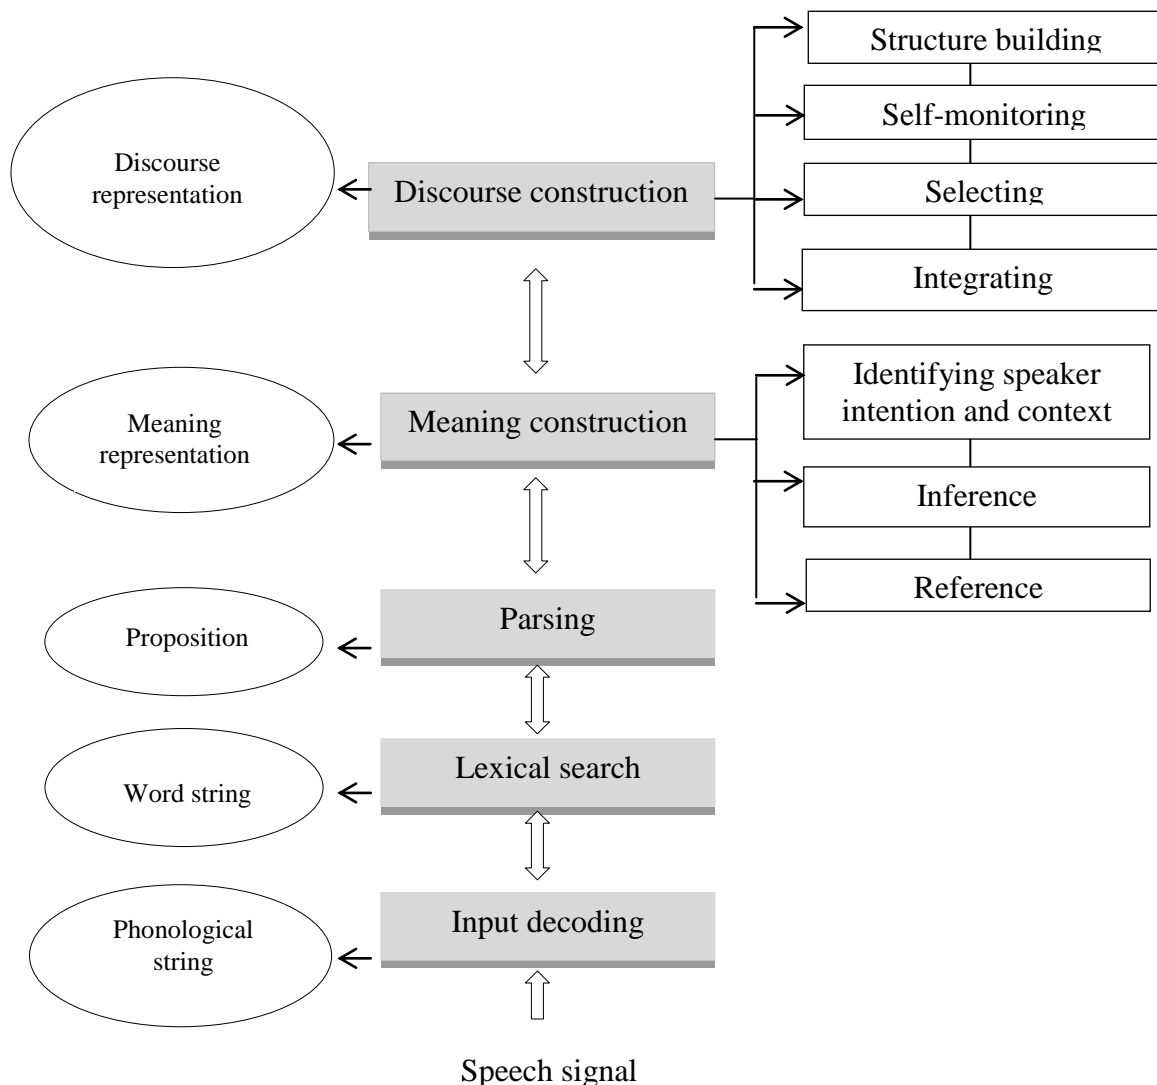 Structure building
Self-monitoring
Discourse
representation
Discourse construction
Selecting
Integrating
Identifying speaker
intention and context
Meaning
representation
Meaning construction
Inference
Reference
Parsing
Proposition
Lexical search
Word string
Input decoding
Phonological
string
Speech signal